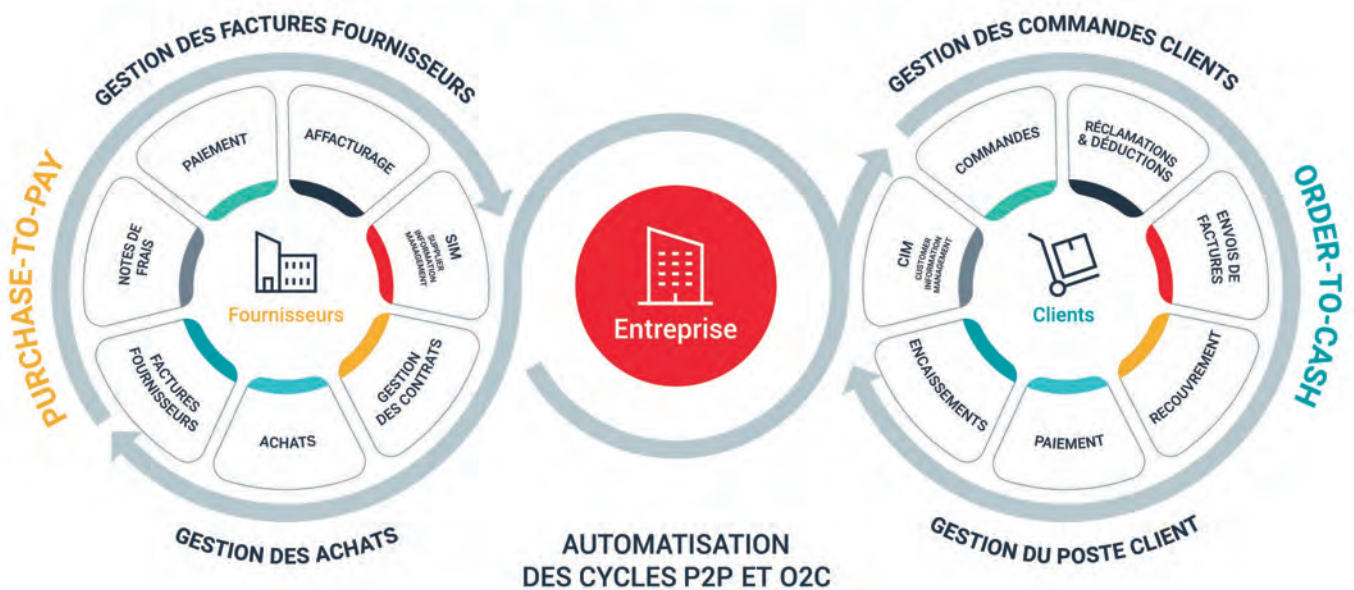 PURCHASE-TO-PAY
GESTION DES FACTURES FOURNISSEURS
PAIEMENT
AFFACTURAGE
SIM
SUPPLIER
INFORMATION
MANAGEMENT
GESTION
DES CONTRATS
ACHATS
FACTURES
FOURNISSEURS
NOTES DE
FRAIS
Fournisseurs
GESTION DES ACHATS
Entreprise
AUTOMATISATION
DES CYCLES P2P ET O2C
GESTION DES COMMANDES CLIENTS
COMMANDES
RÉCLAMATIONS
& DÉDUCTIONS
ENVOIS DE
FACTURES
RECOUVREMENT
PAIEMENT
ENCAISSEMENTS
CIM
CUSTOMER
INFORMATION
MANAGEMENT
Clients
GESTION DU POSTE CLIENT
ORDER-TO-CASH